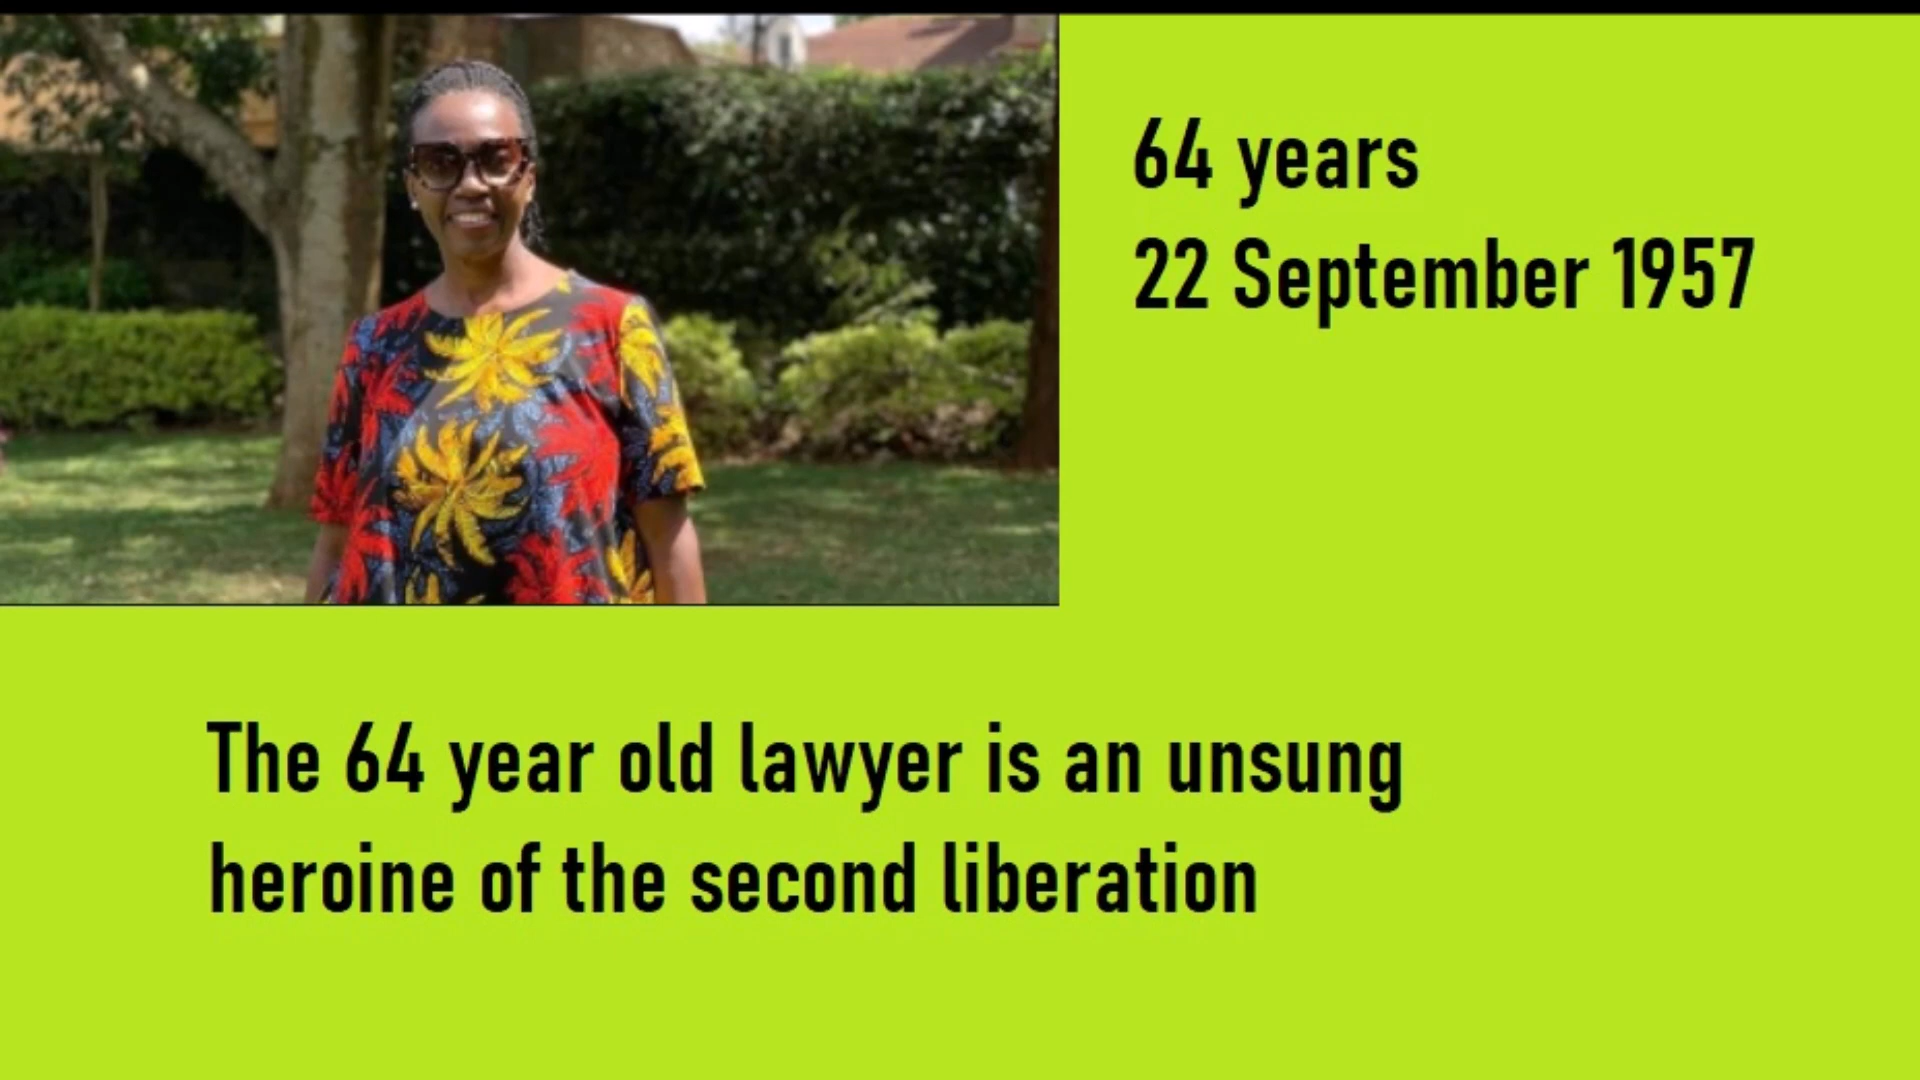 64 years
22 September 1957
The 64 year old lawyer is an unsung
heroine of the second liberation